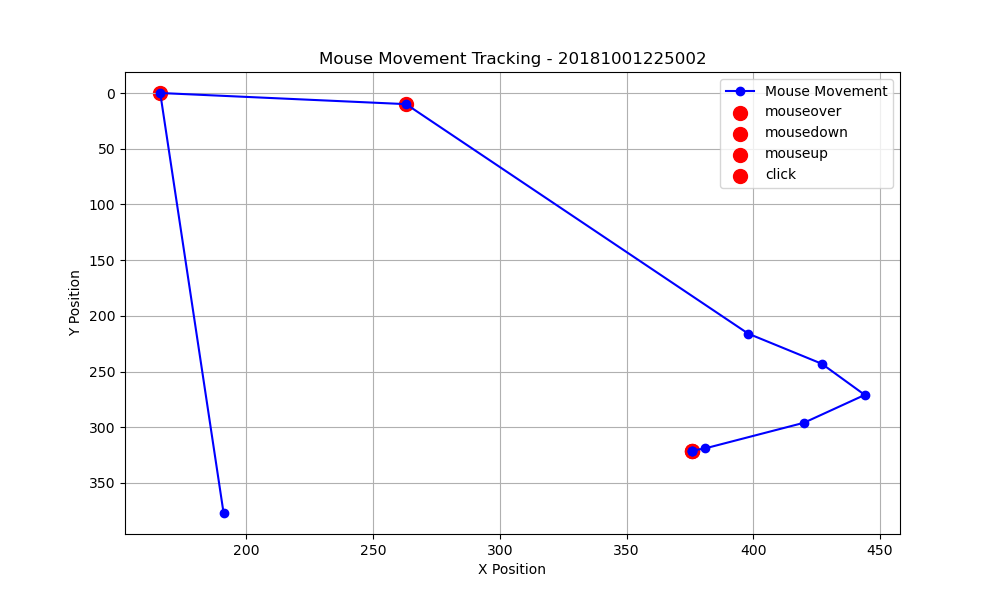 Mouse Movement Tracking - 20181001225002
Mouse Movement
mouseover
mousedown
mouseup
click
Y Position
0
50
100
150
200
250
300
350
200
250
300
350
400
450
X Position